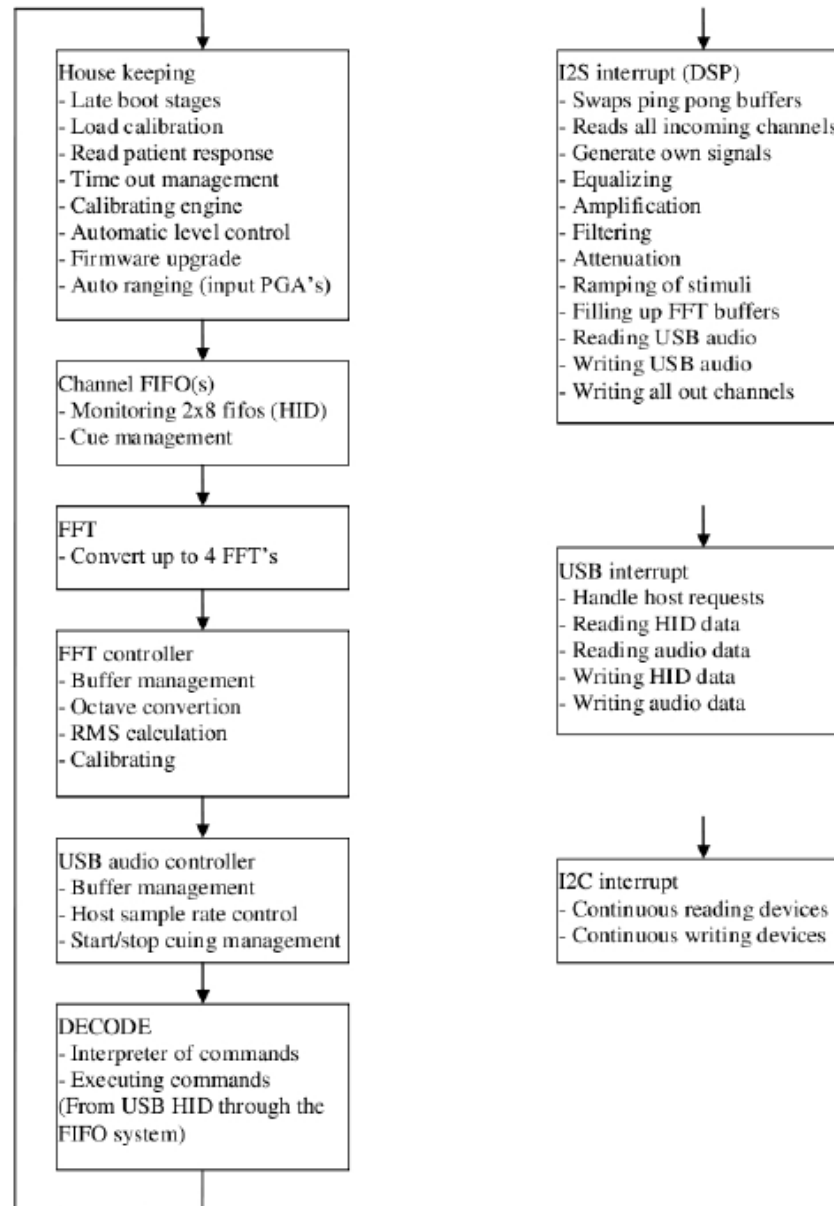 House keeping
- Late boot stages
- Load calibration
- Read patient response
- Time out management
- Calibrating engine
- Automatic level control
- Firmware upgrade
- Auto ranging (input PGA's)
Channel FIFO(s)
- Monitoring 2x8 fifos (HID)
- Cue management
FFT
- Convert up to 4 FFT's
FFT controller
- Buffer management
- Octave convertion
- RMS calculation
- Calibrating
USB audio controller
- Buffer management
- Host sample rate control
- Start/stop cuing management
DECODE
- Interpreter of commands
- Executing commands
(From USB HID through the
FIFO system)
I2S interrupt (DSP)
- Swaps ping pong buffers
- Reads all incoming channels
- Generate own signals
- Equalizing
- Amplification
- Filtering
- Attenuation
- Ramping of stimuli
- Filling up FFT buffers
- Reading USB audio
- Writing USB audio
- Writing all out channels
USB interrupt
- Handle host requests
- Reading HID data
- Reading audio data
- Writing HID data
- Writing audio data
I2C interrupt
- Continuous reading devices
- Continuous writing devices